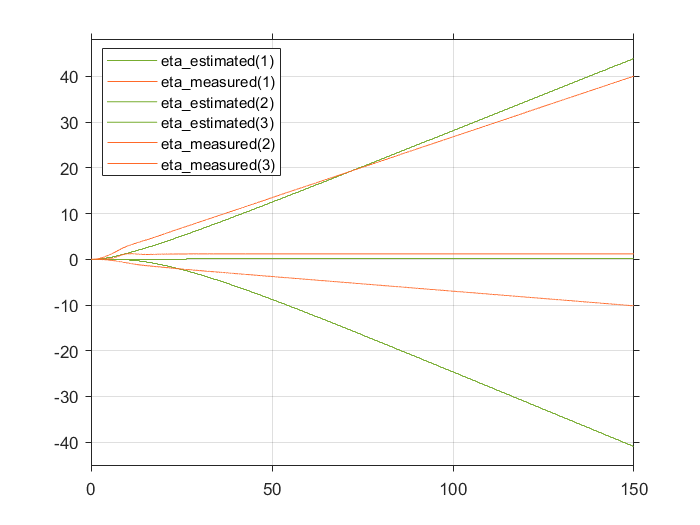 eta_estimated(1)
eta_measured(1)
eta_estimated(2)
eta_estimated(3)
eta_measured(2)
eta_measured(3)
40
30
20
10
0
-10
-20
-30
-40
0
50
100
150